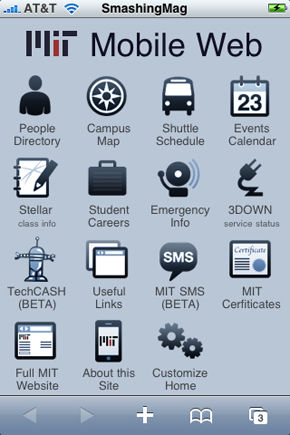 AT&T SmashingMag
MIT Mobile Web
23
People Directory
Campus Map
Shuttle Schedule
Events Calendar
Stellar
class info
Student Careers
Emergency Info
3DOWN
service status
Certificate
SMS
TechCASH (BETA)
Useful Links
MIT SMS (BETA)
MIT Cerfiticates
MIT
Full MIT Website
About this Site
Customize Home
3